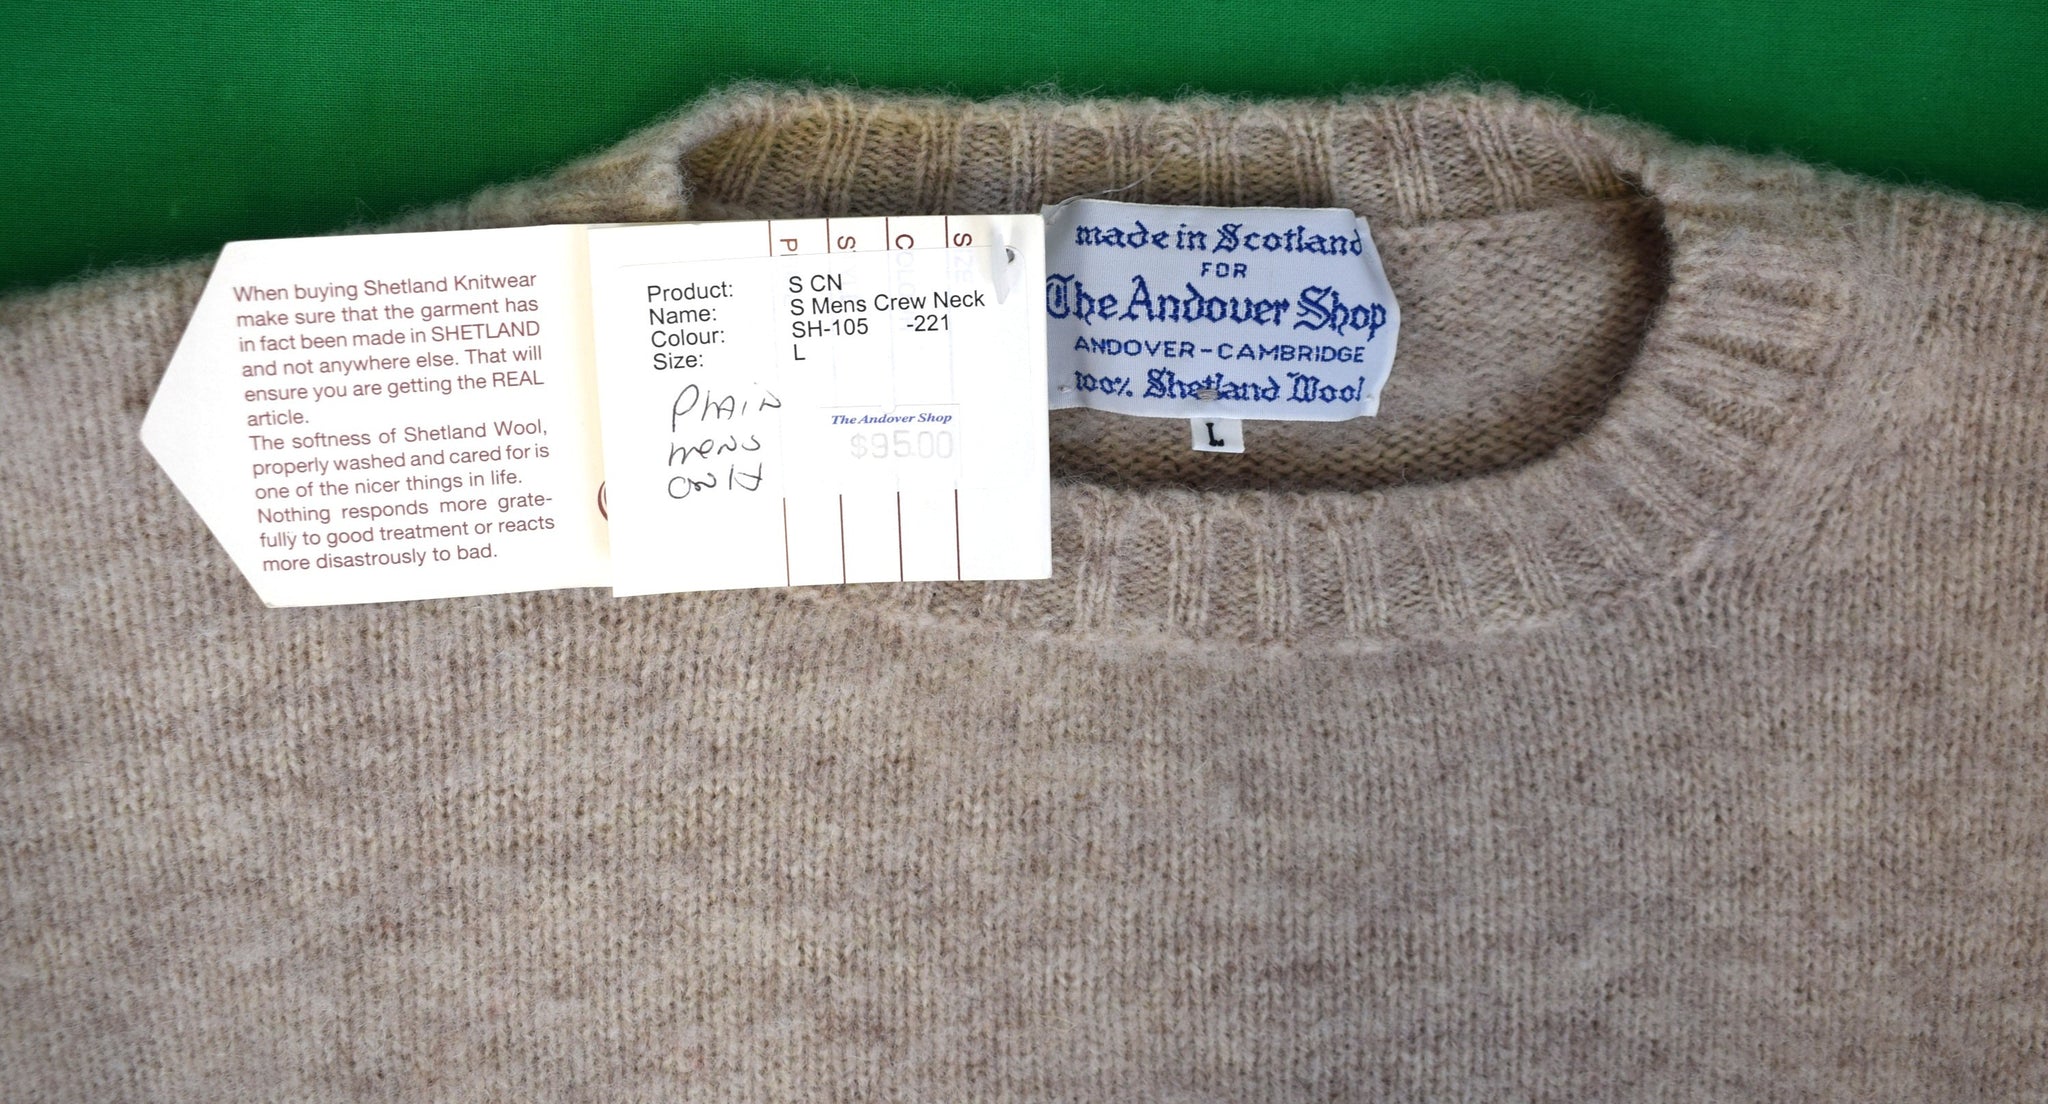 When buying Shetland Knitwear
make sure that the garment has
in fact been made in SHETLAND
and not anywhere else. That will
ensure you are getting the REAL
article.
The softness of Shetland Wool,
properly washed and cared for is
one of the nicer things in life.
Nothing responds more grate-
fully to good treatment or reacts
more disastrously to bad.
Product: S CN
Name: S Mens Crew Neck
Colour: SH-105 -221
Size: L
Plain
mens
The Andover Shop
$95.00
made in Scotland
FOR
The Andover Shop
ANDOVER-CAMBRIDGE
100% Shetland Wool
L